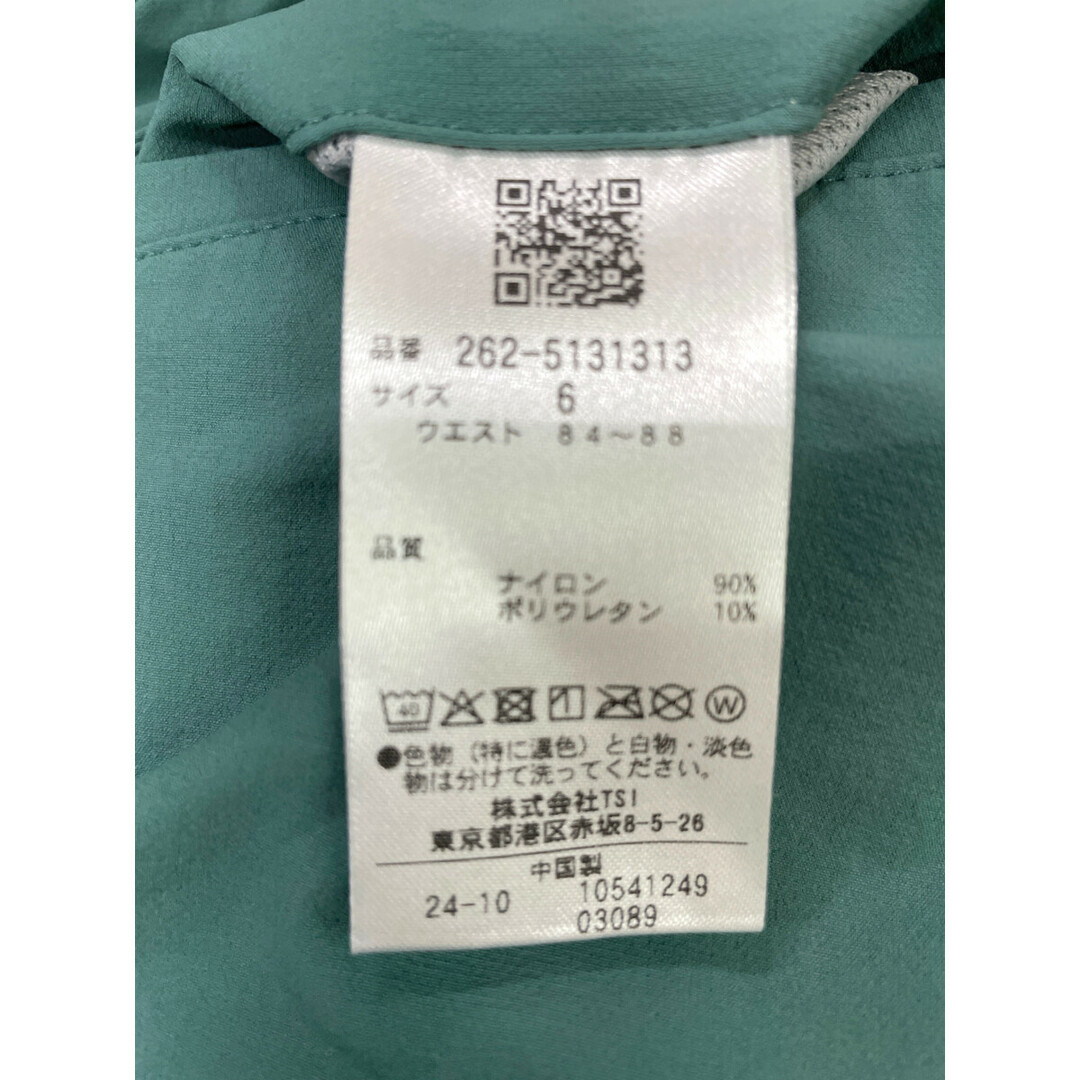 品番 262-5131313
サイズ 6
ウエスト 84〜88
品質
ナイロン 90%
ポリウレタン 10%
40
W
●色物（特に濃色）と白物・淡色
物は分けて洗ってください。
株式会社TSI
東京都港区赤坂8-5-26
中国製
24-10 10541249
03089